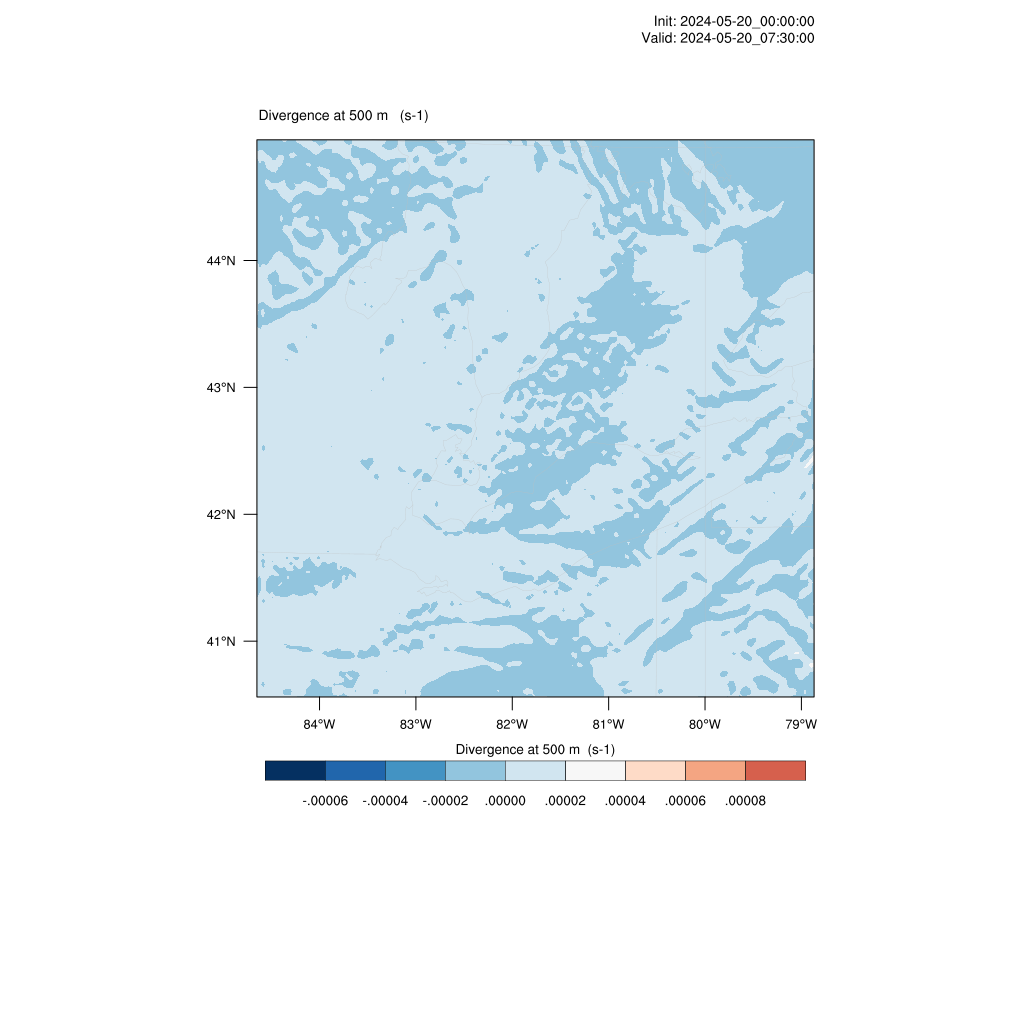 Init: 2024-05-20_00:00:00
Valid: 2024-05-20_07:30:00
Divergence at 500 m (s-1)
44°N
43°N
42°N
41°N
84°W 83°W 82°W 81°W 80°W 79°W
Divergence at 500 m (s-1)
-.00006 -.00004 -.00002 .00000 .00002 .00004 .00006 .00008